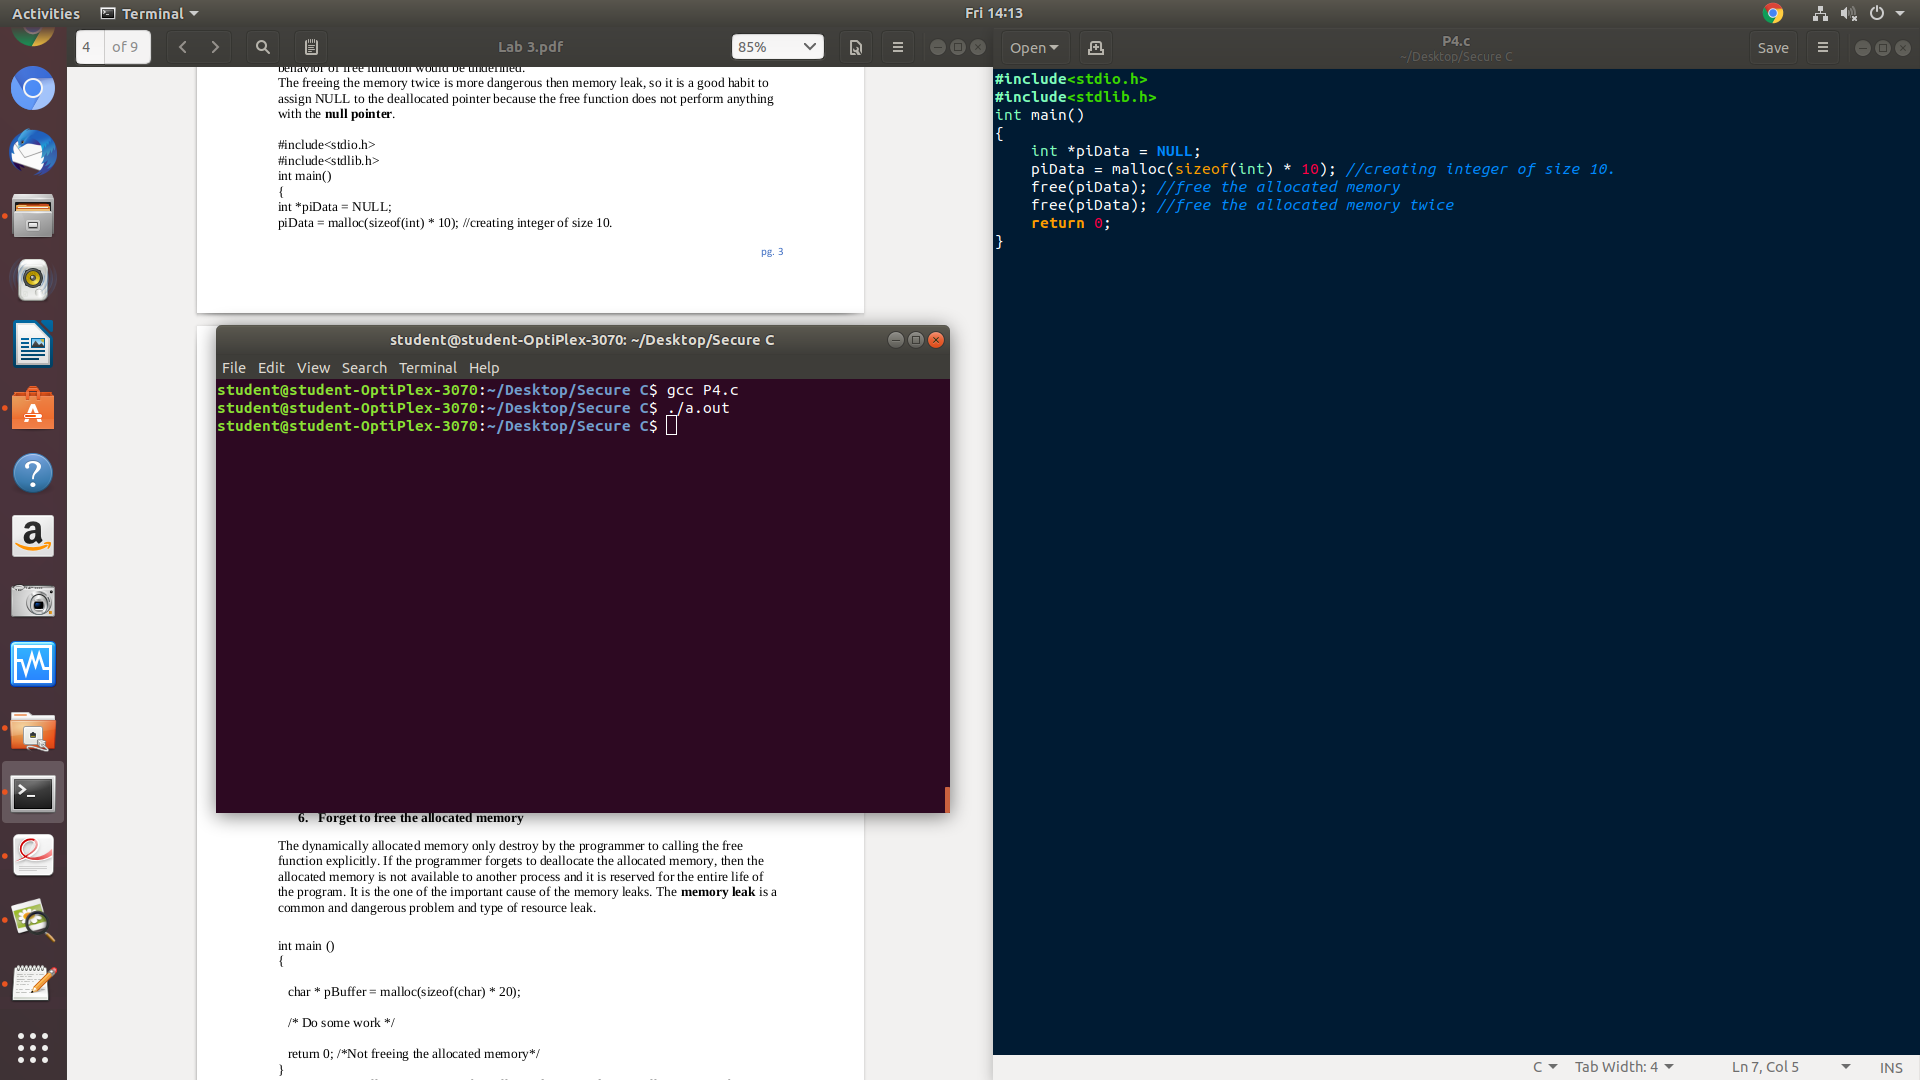 Activities
Terminal
Fri 14:13
4 of 9
Lab 3.pdf
85%
behavior of free function would be undefined.
The freeing the memory twice is more dangerous then memory leak, so it is a good habit to
assign NULL to the deallocated pointer because the free function does not perform anything
with the null pointer.
#include<stdio.h>
#include<stdlib.h>
int main()
{
int *piData = NULL;
piData = malloc(sizeof(int) * 10); //creating integer of size 10.
pg. 3
student@student-OptiPlex-3070: ~/Desktop/Secure C
File Edit View Search Terminal Help
student@student-OptiPlex-3070:~/Desktop/Secure C$ gcc P4.c
student@student-OptiPlex-3070:~/Desktop/Secure C$ ./a.out
student@student-OptiPlex-3070:~/Desktop/Secure C$
6. Forget to free the allocated memory
The dynamically allocated memory only destroy by the programmer to calling the free
function explicitly. If the programmer forgets to deallocate the allocated memory, then the
allocated memory is not available to another process and it is reserved for the entire life of
the program. It is the one of the important cause of the memory leaks. The memory leak is a
common and dangerous problem and type of resource leak.
int main ()
{
char * pBuffer = malloc(sizeof(char) * 20);
/* Do some work */
return 0; /*Not freeing the allocated memory*/
}
Open
P4.c
~/Desktop/Secure C
Save
#include<stdio.h>
#include<stdlib.h>
int main()
{
int *piData = NULL;
piData = malloc(sizeof(int) * 10); //creating integer of size 10.
free(piData); //free the allocated memory
free(piData); //free the allocated memory twice
return 0;
}
C
Tab Width: 4
Ln 7, Col 5
INS